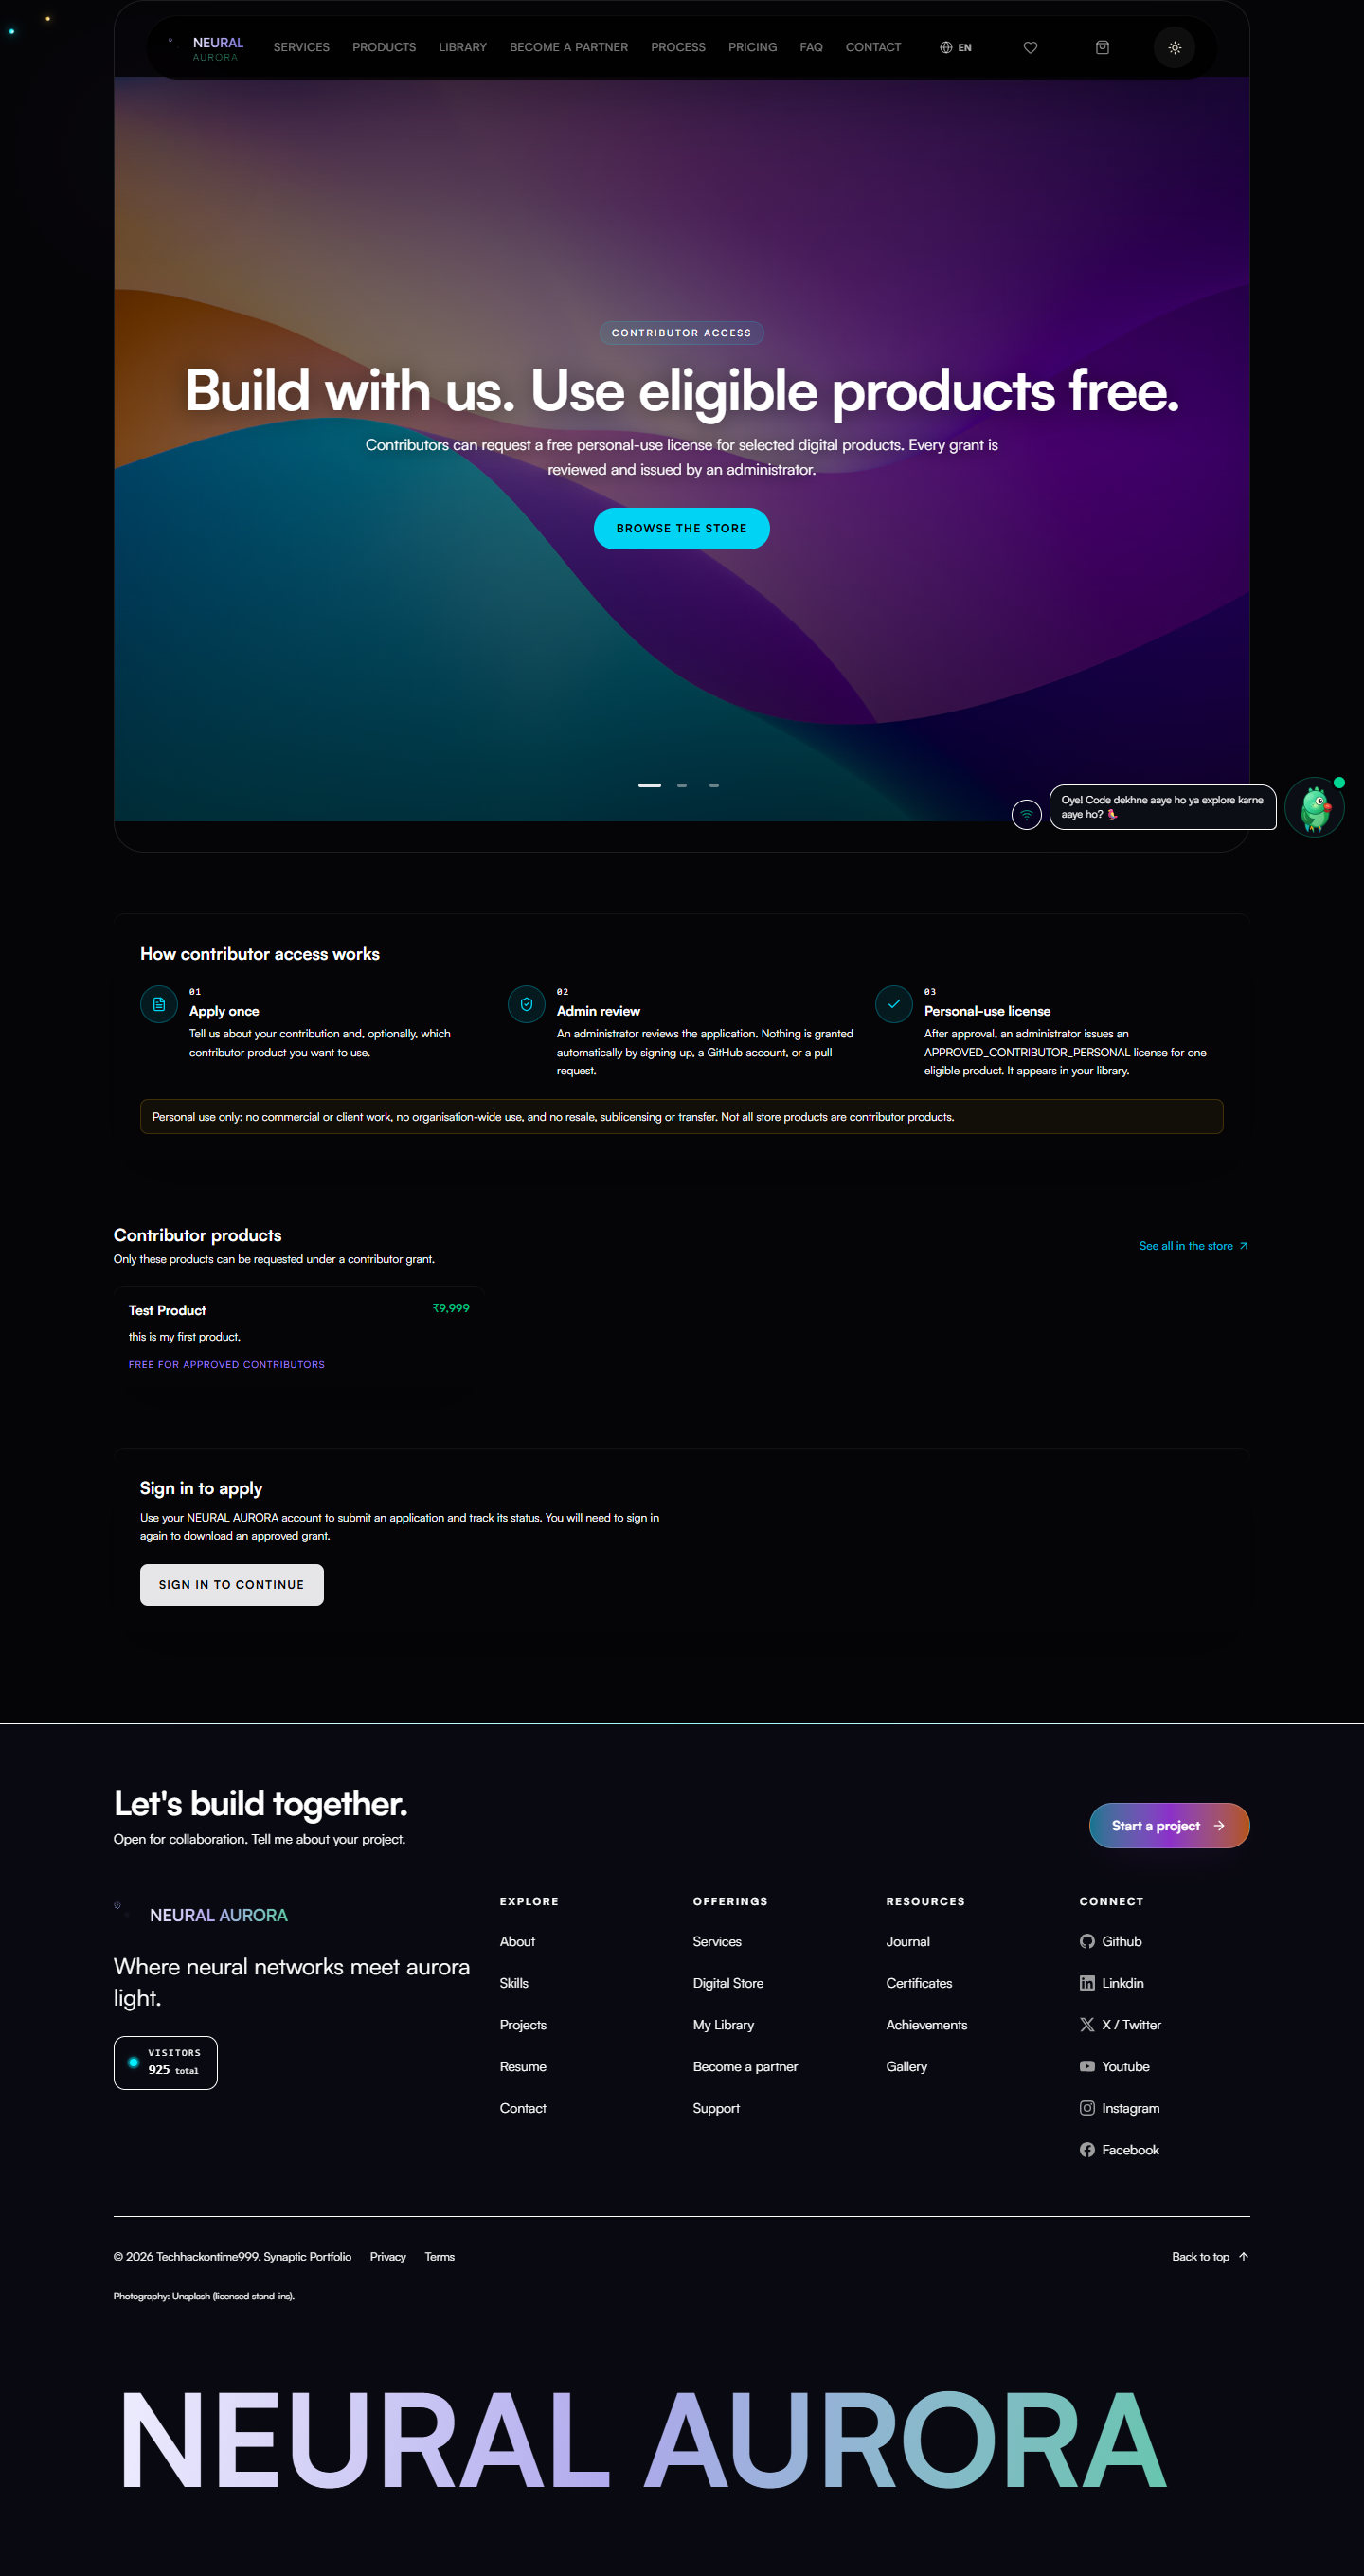 NEURAL
AURORA
SERVICES PRODUCTS LIBRARY BECOME A PARTNER PROCESS PRICING FAQ CONTACT EN
CONTRIBUTOR ACCESS
Build with us. Use eligible products free.
Contributors can request a free personal-use license for selected digital products. Every grant is
reviewed and issued by an administrator.
BROWSE THE STORE
Oye! Code dekhne aaye ho ya explore karne
aaye ho?
How contributor access works
01
Apply once
Tell us about your contribution and, optionally, which
contributor product you want to use.
02
Admin review
An administrator reviews the application. Nothing is granted
automatically by signing up, a GitHub account, or a pull
request.
03
Personal-use license
After approval, an administrator issues an
APPROVED_CONTRIBUTOR_PERSONAL license for one
eligible product. It appears in your library.
Personal use only: no commercial or client work, no organisation-wide use, and no resale, sublicensing or transfer. Not all store products are contributor products.
Contributor products
Only these products can be requested under a contributor grant.
See all in the store
Test Product ₹9,999
this is my first product.
FREE FOR APPROVED CONTRIBUTORS
Sign in to apply
Use your NEURAL AURORA account to submit an application and track its status. You will need to sign in
again to download an approved grant.
SIGN IN TO CONTINUE
Let's build together.
Open for collaboration. Tell me about your project.
Start a project
NEURAL AURORA
Where neural networks meet aurora
light.
VISITORS
925 total
EXPLORE
About
Skills
Projects
Resume
Contact
OFFERINGS
Services
Digital Store
My Library
Become a partner
Support
RESOURCES
Journal
Certificates
Achievements
Gallery
CONNECT
Github
Linkdin
X / Twitter
Youtube
Instagram
Facebook
© 2026 Techhackontime999. Synaptic Portfolio Privacy Terms
Back to top
Photography: Unsplash (licensed stand-ins).
NEURAL AURORA